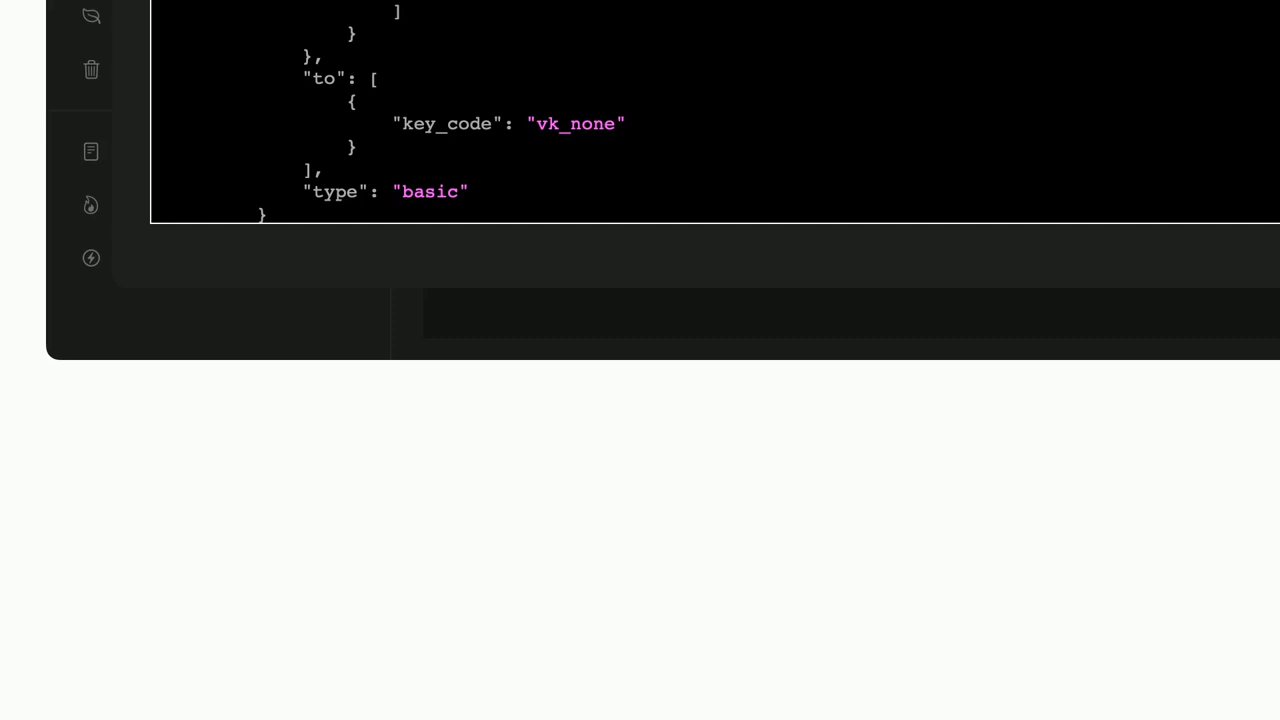 ]
}
},
"to": [
{
"key_code": "vk_none"
}
],
"type": "basic"
}